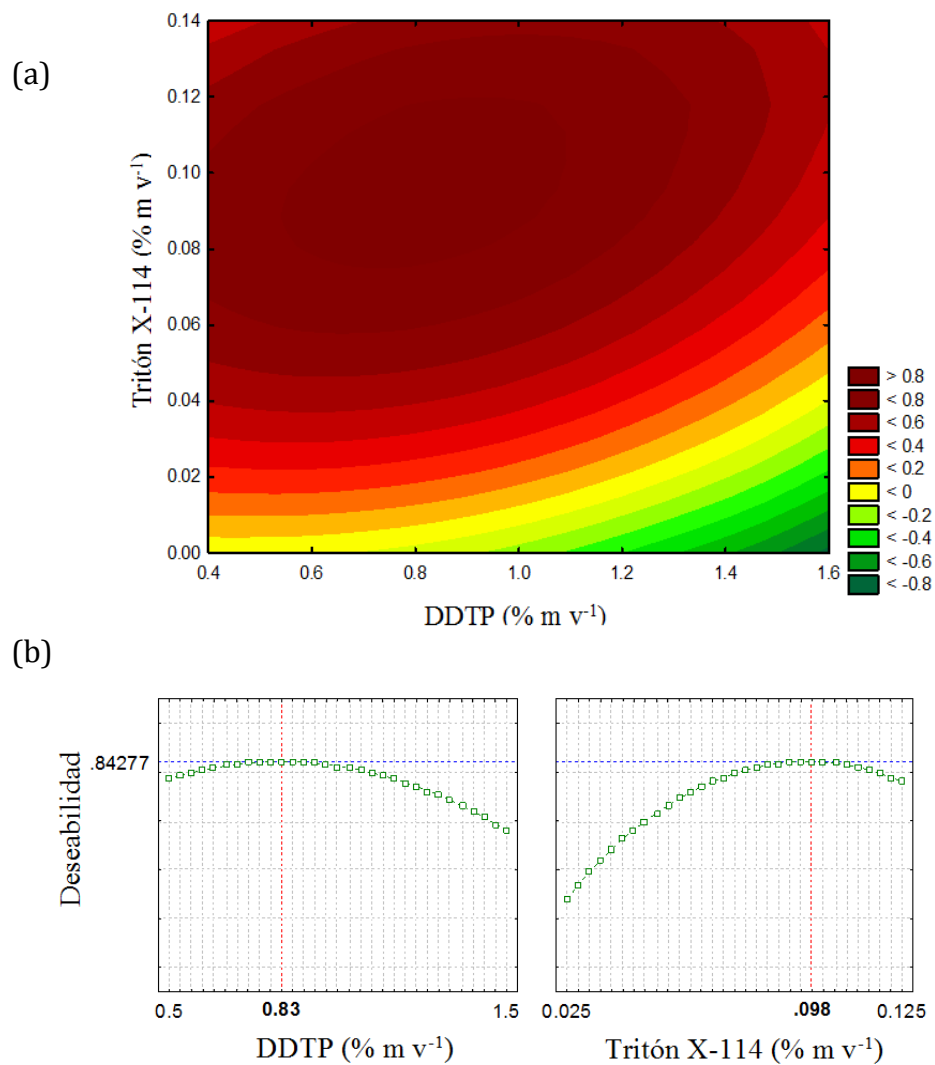 (a)
Tritón X-114 (% m v-1)
0.14
0.12
0.10
0.08
0.06
0.04
0.02
0.00
0.4 0.6 0.8 1.0 1.2 1.4 1.6
DDTP (% m v-1)
> 0.8
< 0.8
< 0.6
< 0.4
< 0.2
< 0
< -0.2
< -0.4
< -0.6
< -0.8
(b)
Deseabilidad
.84277
0.5 0.83 1.5
DDTP (% m v-1)
0.025 .098 0.125
Tritón X-114 (% m v-1)